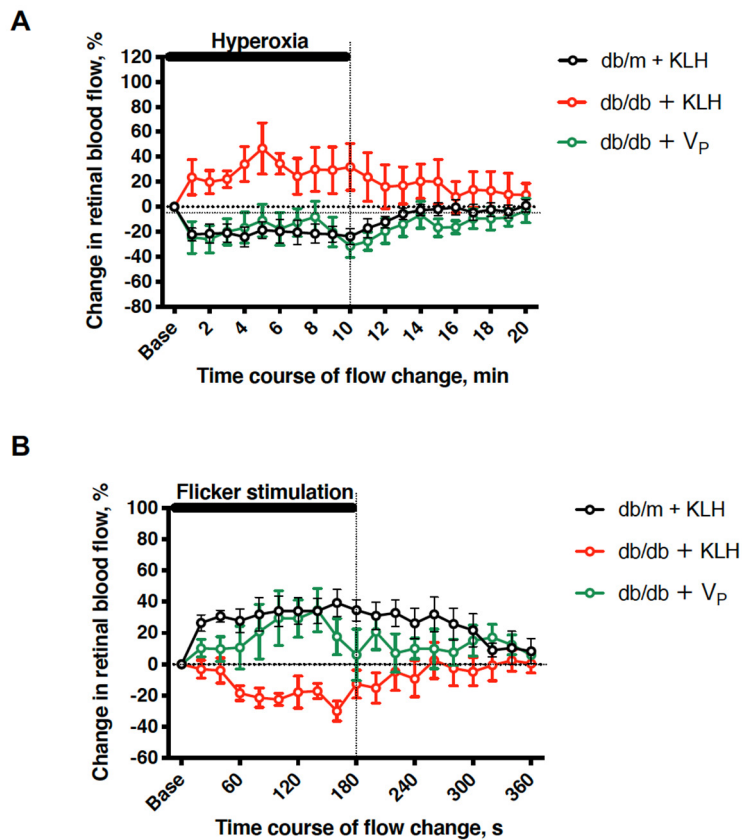 A
Hyperoxia
120
100
80
60
40
20
0
-20
-40
-60
-80
Change in retinal blood flow, %
Base
2
4
6
8
10
12
14
16
18
20
Time course of flow change, min
db/m + KLH
db/db + KLH
db/db + VP
B
Flicker stimulation
100
80
60
40
20
0
-20
-40
-60
Change in retinal blood flow, %
Base
60
120
180
240
300
360
Time course of flow change, s
db/m + KLH
db/db + KLH
db/db + VP